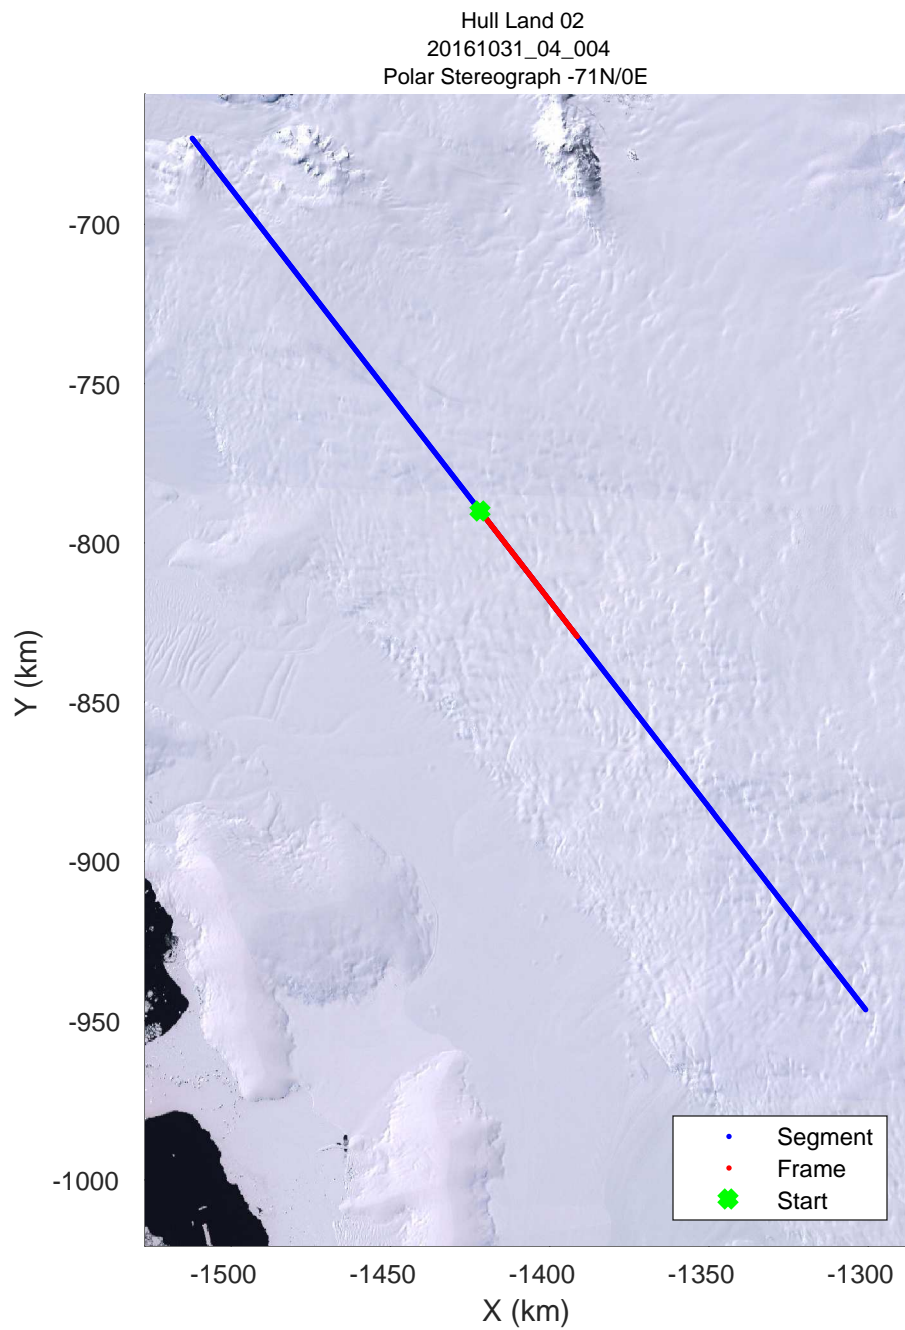 Hull Land 02
20161031_04_004
Polar Stereograph -71N/0E
-700
-750
-800
-850
-900
-950
-1000
Y (km)
-1500
-1450
-1400
-1350
-1300
X (km)
Segment
Frame
Start